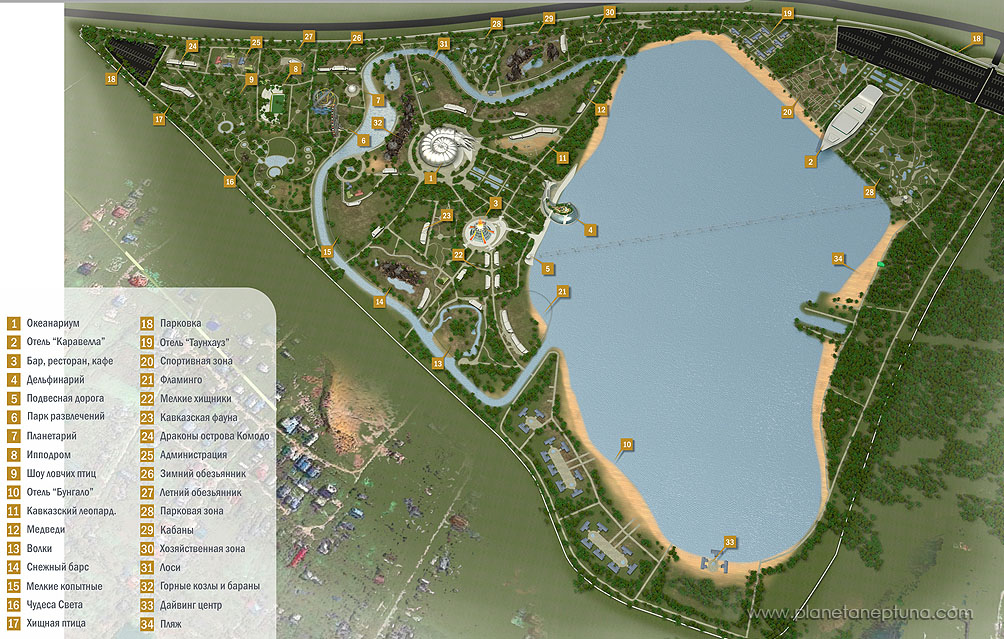 24
25
27
26
31
28
29
30
19
18
18
9
8
17
7
32
6
12
20
11
2
1
16
28
3
23
4
15
22
34
5
21
14
13
10
33
1 Океанариум
2 Отель “Каравелла”
3 Бар, ресторан, кафе
4 Дельфинарий
5 Подвесная дорога
6 Парк развлечений
7 Планетарий
8 Ипподром
9 Шоу ловчих птиц
10 Отель “Бунгало”
11 Кавказский леопард.
12 Медведи
13 Волки
14 Снежный барс
15 Мелкие копытные
16 Чудеса Света
17 Хищная птица
18 Парковка
19 Отель “Таунхауз”
20 Спортивная зона
21 Фламинго
22 Мелкие хищники
23 Кавказская фауна
24 Драконы острова Комодо
25 Администрация
26 Зимний обезьянник
27 Летний обезьянник
28 Парковая зона
29 Кабаны
30 Хозяйственная зона
31 Лоси
32 Горные козлы и бараны
33 Дайвинг центр
34 Пляж
www.planetaneptuna.com